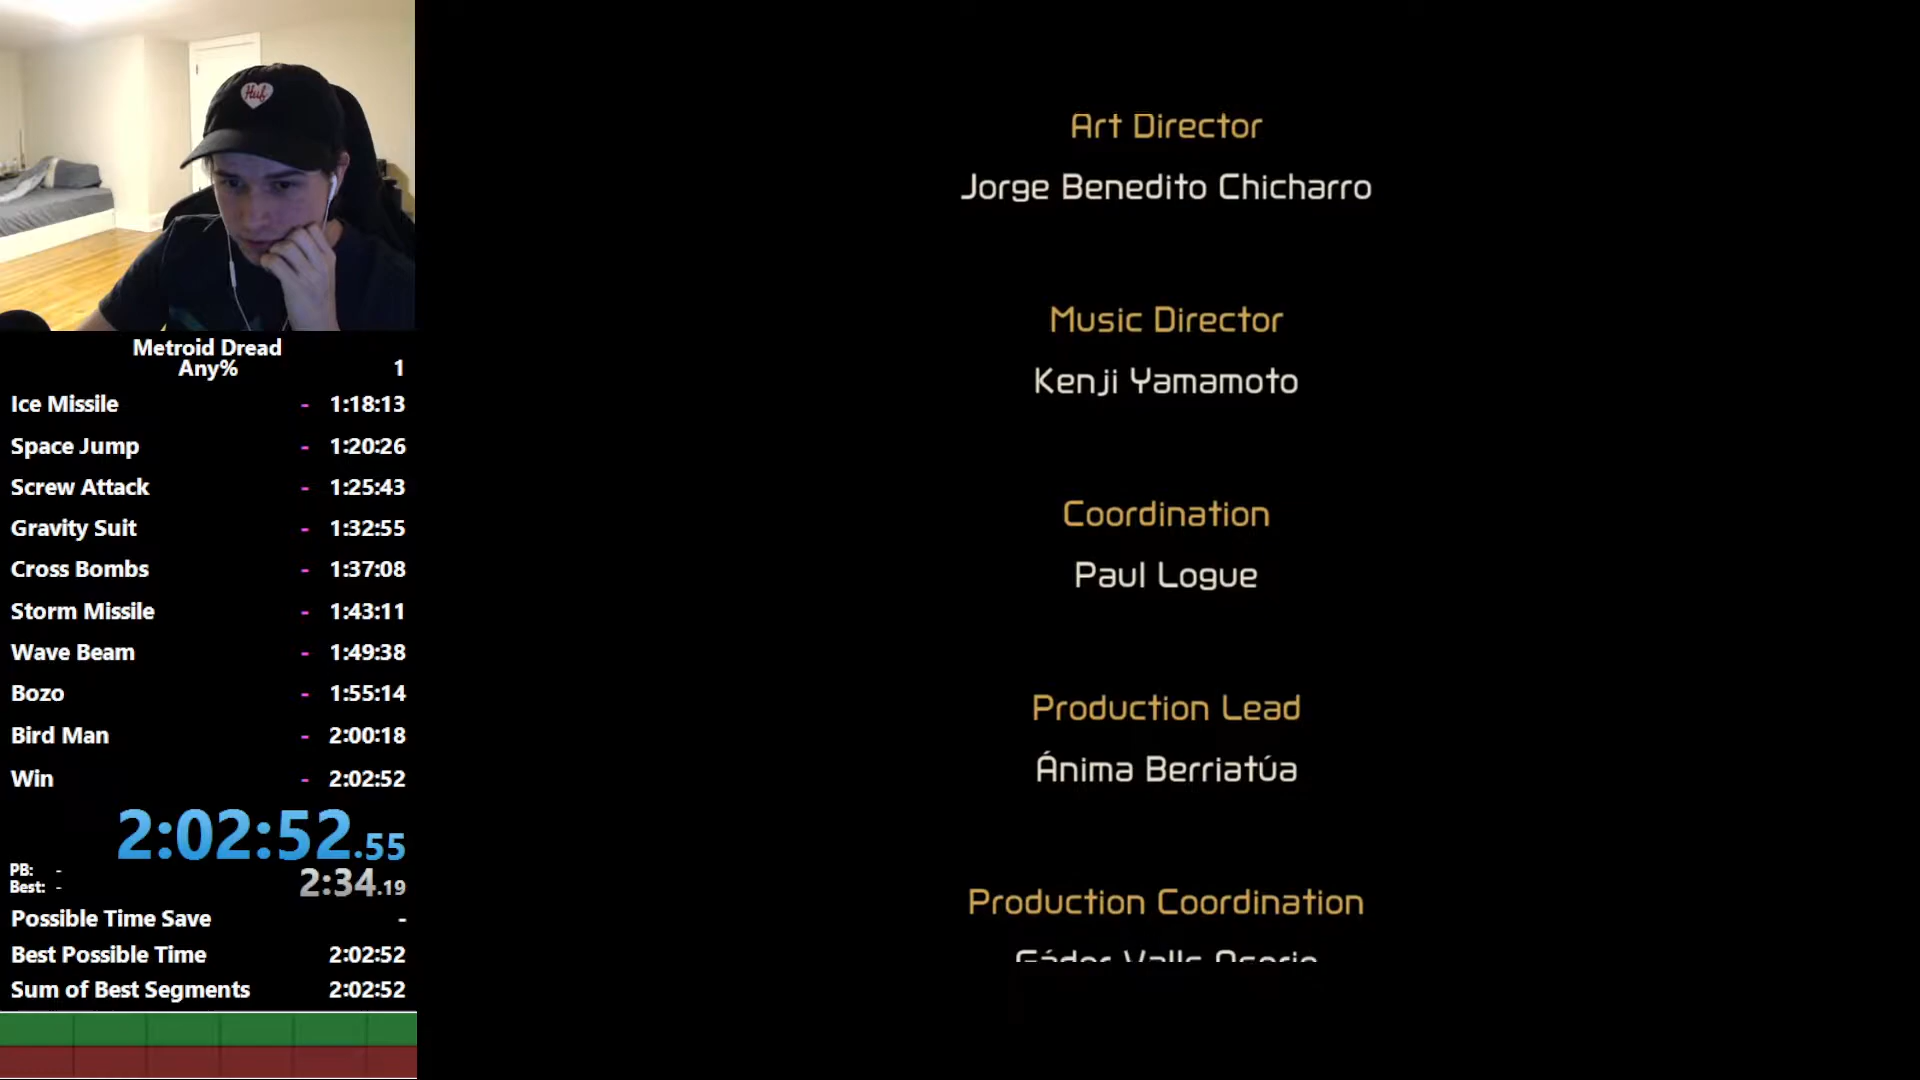 Huf
Metroid Dread
Any% 1
Ice Missile - 1:18:13
Space Jump - 1:20:26
Screw Attack - 1:25:43
Gravity Suit - 1:32:55
Cross Bombs - 1:37:08
Storm Missile - 1:43:11
Wave Beam - 1:49:38
Bozo - 1:55:14
Bird Man - 2:00:18
Win - 2:02:52
2:02:52.55
PB: -
Best: -
2:34.19
Possible Time Save -
Best Possible Time 2:02:52
Sum of Best Segments 2:02:52
Art Director
Jorge Benedito Chicharro
Music Director
Kenji Yamamoto
Coordination
Paul Logue
Production Lead
Ánima Berriatúa
Production Coordination